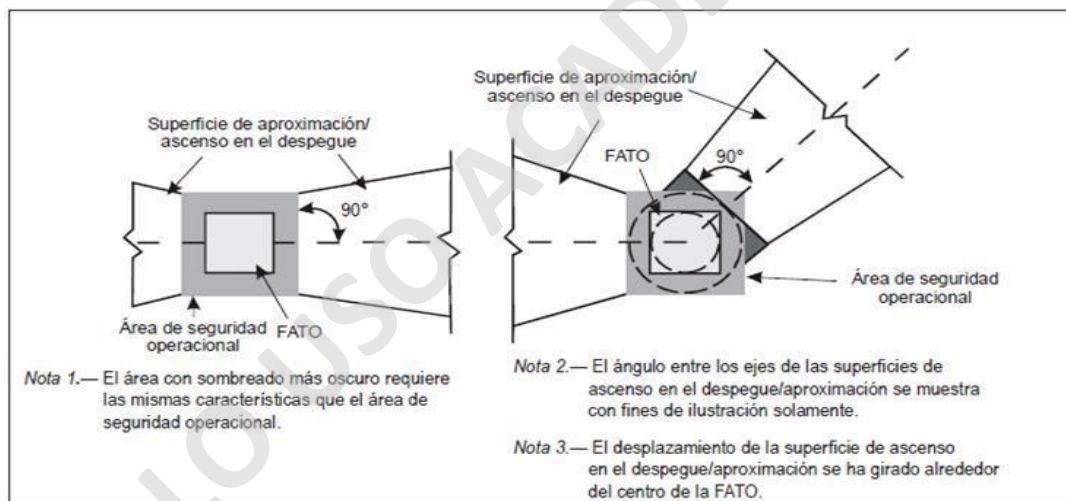 Superficie de aproximación/
ascenso en el despegue
90°
Área de seguridad
operacional
FATO
Nota 1.— El área con sombreado más oscuro requiere
las mismas características que el área de
seguridad operacional.
Superficie de aproximación/
ascenso en el despegue
FATO
90°
Área de seguridad
operacional
Nota 2.— El ángulo entre los ejes de las superficies de
ascenso en el despegue/aproximación se muestra
con fines de ilustración solamente.
Nota 3.— El desplazamiento de la superficie de ascenso
en el despegue/aproximación se ha girado alrededor
del centro de la FATO.
LO USO ACADE